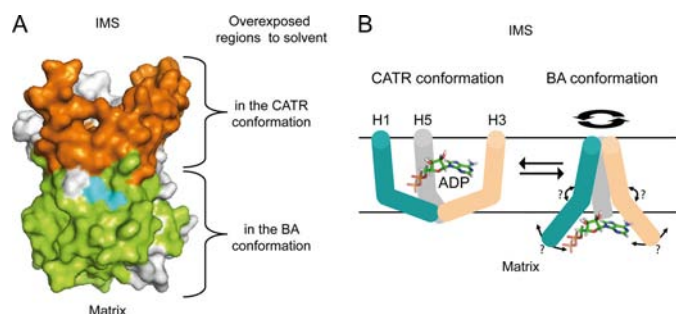 A
IMS
Overexposed
regions to solvent
in the CATR
conformation
in the BA
conformation
Matrix
B
IMS
CATR conformation
BA conformation
H1
H5
H3
ADP
?
?
?
?
Matrix